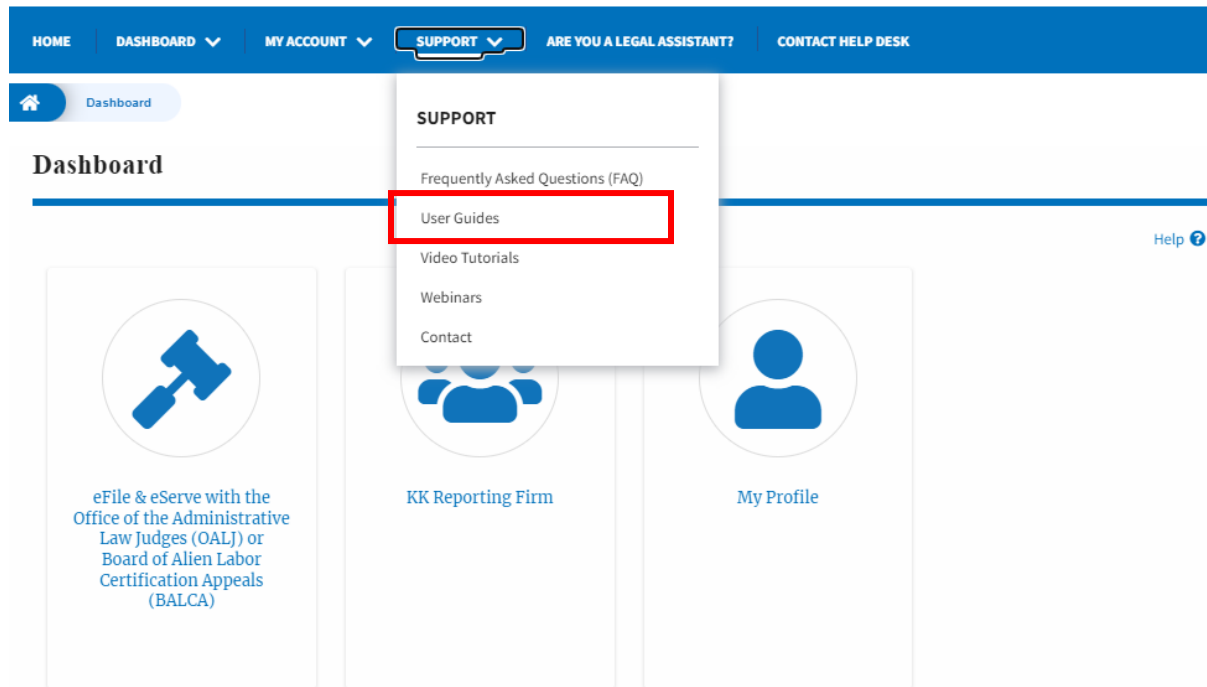 HOME DASHBOARD MY ACCOUNT SUPPORT ARE YOU A LEGAL ASSISTANT? CONTACT HELP DESK
Dashboard
SUPPORT
Dashboard
Frequently Asked Questions (FAQ)
User Guides
Help ?
Video Tutorials
Webinars
Contact
eFile & eServe with the
Office of the Administrative
Law Judges (OALJ) or
Board of Alien Labor
Certification Appeals
(BALCA)
KK Reporting Firm
My Profile